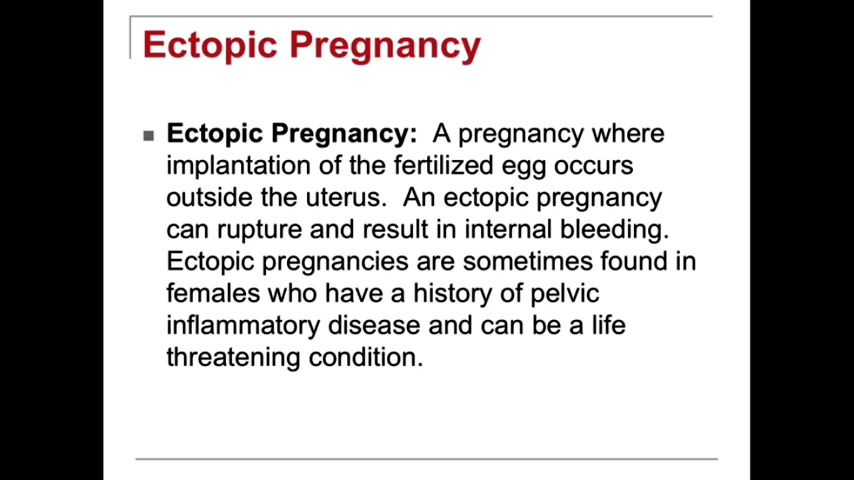 Ectopic Pregnancy
Ectopic Pregnancy: A pregnancy where
implantation of the fertilized egg occurs
outside the uterus. An ectopic pregnancy
can rupture and result in internal bleeding.
Ectopic pregnancies are sometimes found in
females who have a history of pelvic
inflammatory disease and can be a life
threatening condition.